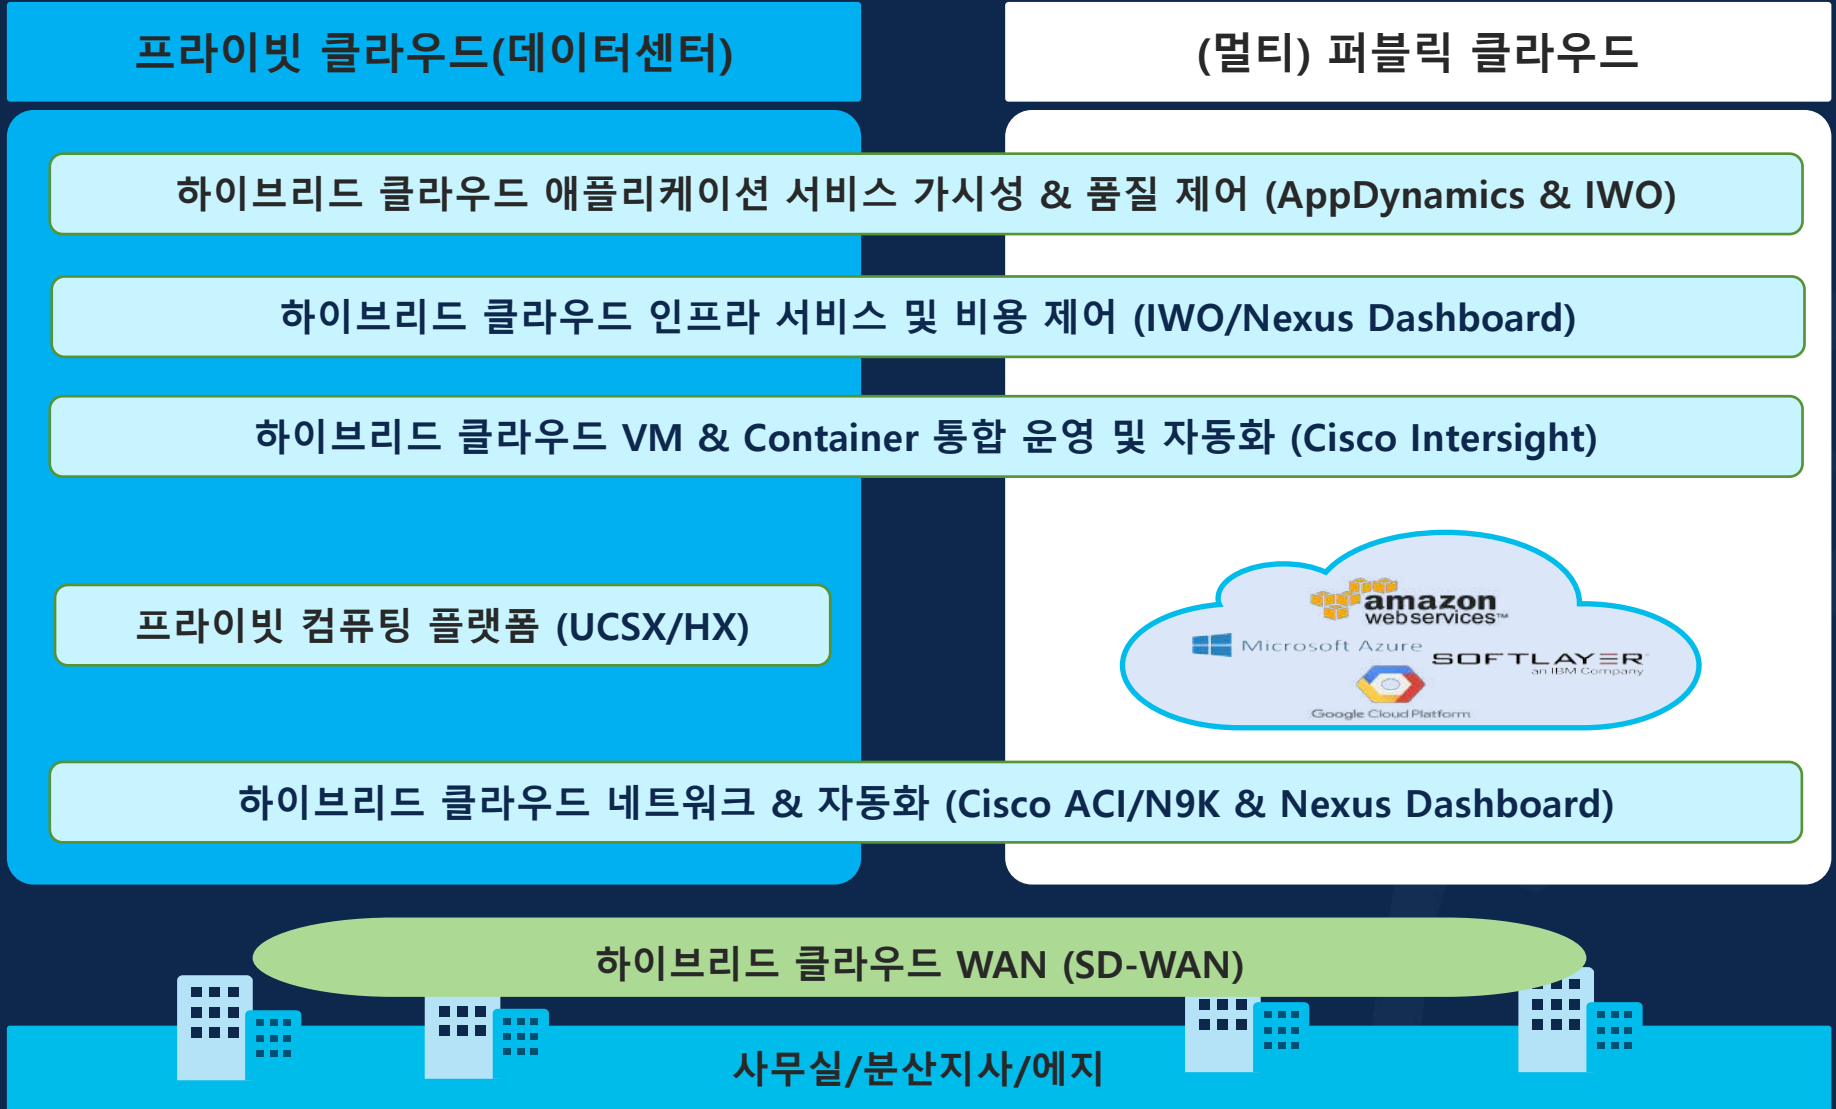 프라이빗 클라우드(데이터센터)
(멀티) 퍼블릭 클라우드
하이브리드 클라우드 애플리케이션 서비스 가시성 & 품질 제어 (AppDynamics & IWO)
하이브리드 클라우드 인프라 서비스 및 비용 제어 (IWO/Nexus Dashboard)
하이브리드 클라우드 VM & Container 통합 운영 및 자동화 (Cisco Intersight)
프라이빗 컴퓨팅 플랫폼 (UCSX/HX)
amazon
webservices™
Microsoft Azure
SOFTLAYER
an IBM Company
Google Cloud Platform
하이브리드 클라우드 네트워크 & 자동화 (Cisco ACI/N9K & Nexus Dashboard)
하이브리드 클라우드 WAN (SD-WAN)
사무실/분산지사/에지